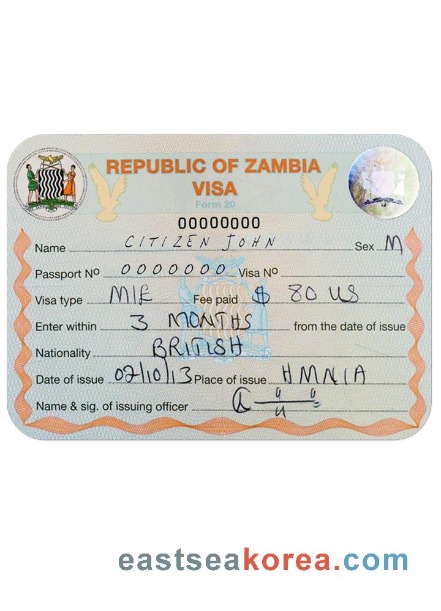 REPUBLIC OF ZAMBIA
VISA
Form 20
00000000
Name CITIZEN JOHN Sex M
Passport Nº 0000000 Visa Nº
Visa type MIE Fee paid $ 80 US
Enter within 3 MONTHS from the date of issue
Nationality BRITISH
Date of issue 02/10/13 Place of issue HMNIA
Name & sig. of issuing officer
eastseakorea.com